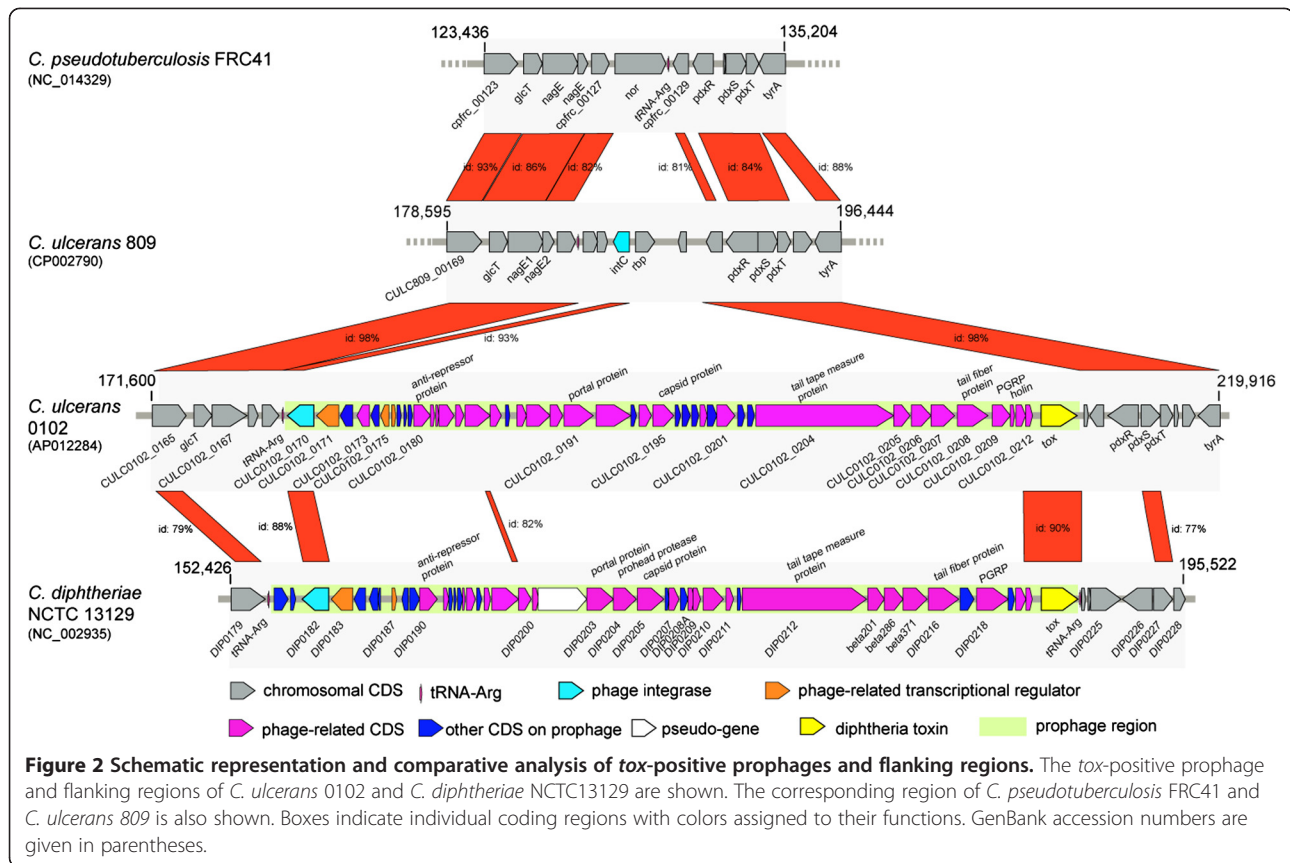 123,436
135,204
C. pseudotuberculosis FRC41
(NC_014329)
cpfrc_00123
glcT
nagE
nagE
cpfrc_00127
nor
tRNA-Arg
cpfrc_00129
pdxR
pdxS
pdxT
tyrA
id: 93%
id: 86%
id: 82%
id: 81%
id: 84%
id: 88%
178,595
196,444
C. ulcerans 809
(CP002790)
CULC809_00169
glcT
nagE1
nagE2
intC
rbp
pdxR
pdxS
pdxT
tyrA
id: 98%
id: 93%
id: 98%
171,600
219,916
anti-repressor
protein
portal protein
capsid protein
tail tape measure
protein
tail fiber
protein
PGRP
holin
C. ulcerans
0102
(AP012284)
CULC0102_0165
glcT
CULC0102_0167
tRNA-Arg
CULC0102_0170
CULC0102_0171
CULC0102_0173
CULC0102_0175
CULC0102_0180
CULC0102_0191
CULC0102_0195
CULC0102_0201
CULC0102_0204
CULC0102_0205
CULC0102_0206
CULC0102_0207
CULC0102_0208
CULC0102_0209
CULC0102_0212
tox
pdxR
pdxS
pdxT
tyrA
id: 79%
id: 88%
id: 82%
id: 90%
id: 77%
152,426
195,522
anti-repressor
protein
portal protein
prohead protease
capsid protein
tail tape measure
protein
tail fiber protein
PGRP
C. diphtheriae
NCTC 13129
(NC_002935)
DIP0179
tRNA-Arg
DIP0182
DIP0183
DIP0187
DIP0190
DIP0200
DIP0203
DIP0204
DIP0205
DIP0207
DIP0208A
DIP0209
DIP0210
DIP0211
DIP0212
beta201
beta286
beta371
DIP0216
DIP0218
tox
tRNA-Arg
DIP0225
DIP0226
DIP0227
DIP0228
chromosomal CDS
tRNA-Arg
phage integrase
phage-related transcriptional regulator
phage-related CDS
other CDS on prophage
pseudo-gene
diphtheria toxin
prophage region
Figure 2 Schematic representation and comparative analysis of tox-positive prophages and flanking regions. The tox-positive prophage
and flanking regions of C. ulcerans 0102 and C. diphtheriae NCTC13129 are shown. The corresponding region of C. pseudotuberculosis FRC41 and
C. ulcerans 809 is also shown. Boxes indicate individual coding regions with colors assigned to their functions. GenBank accession numbers are
given in parentheses.